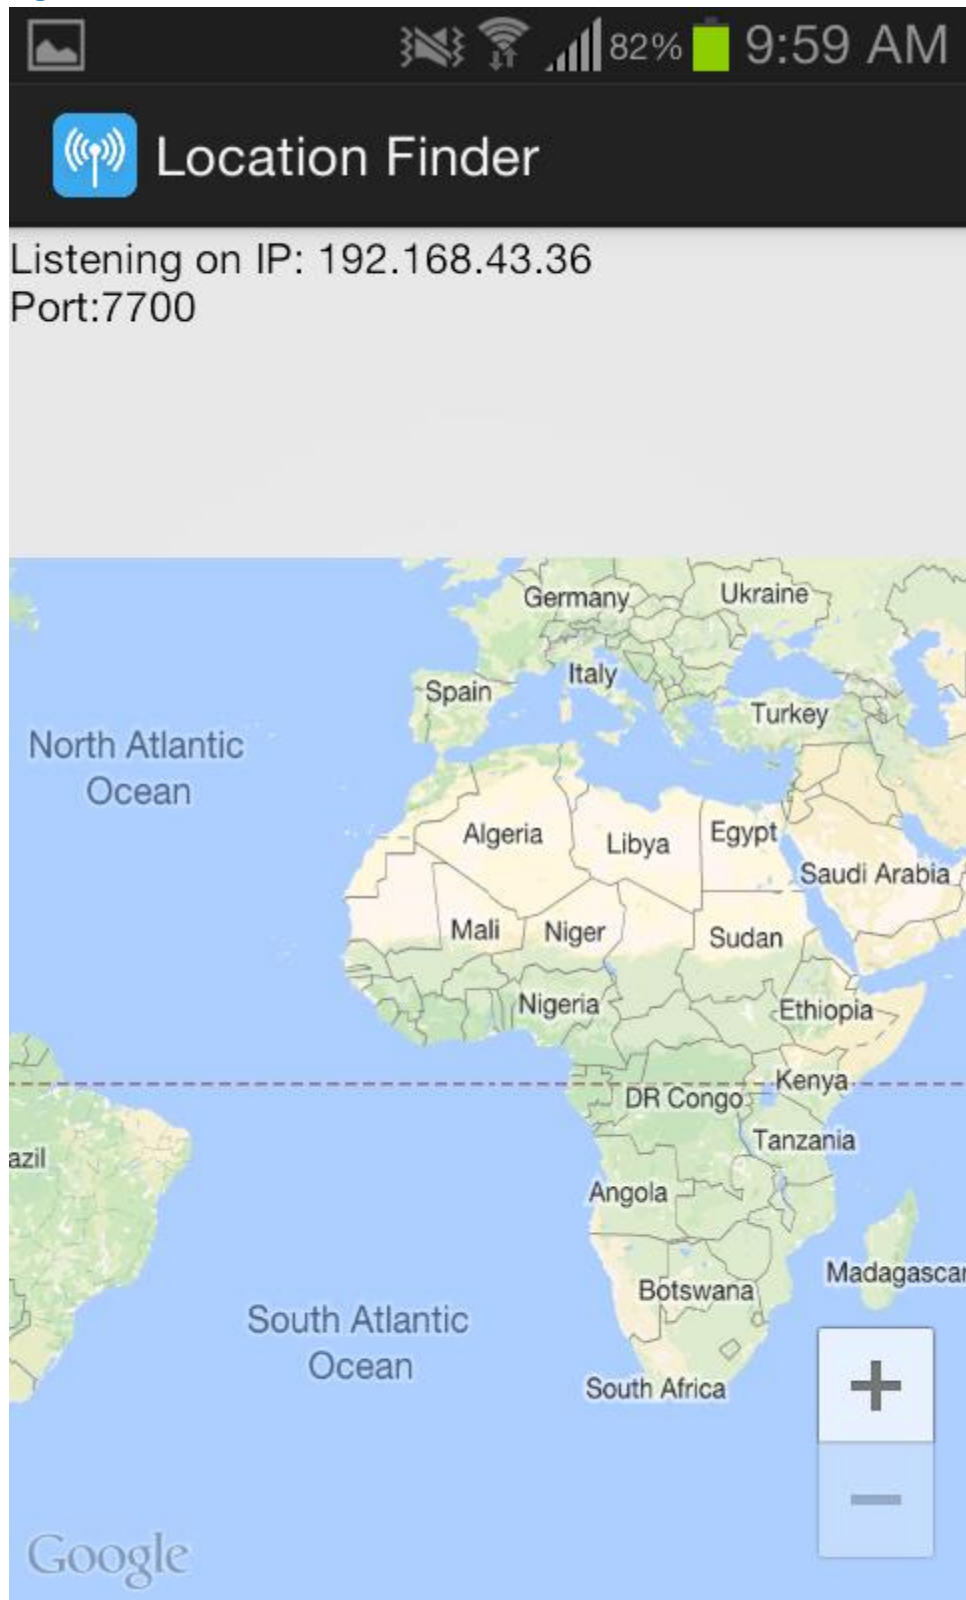 82% 9:59 AM
Location Finder
Listening on IP: 192.168.43.36
Port:7700
Germany
Ukraine
Italy
Spain
Turkey
North Atlantic
Ocean
Algeria
Libya
Egypt
Saudi Arabia
Mali
Niger
Sudan
Nigeria
Ethiopia
Kenya
DR Congo
Tanzania
azil
Angola
Madagascar
Botswana
South Atlantic
Ocean
South Africa
+
−
Google